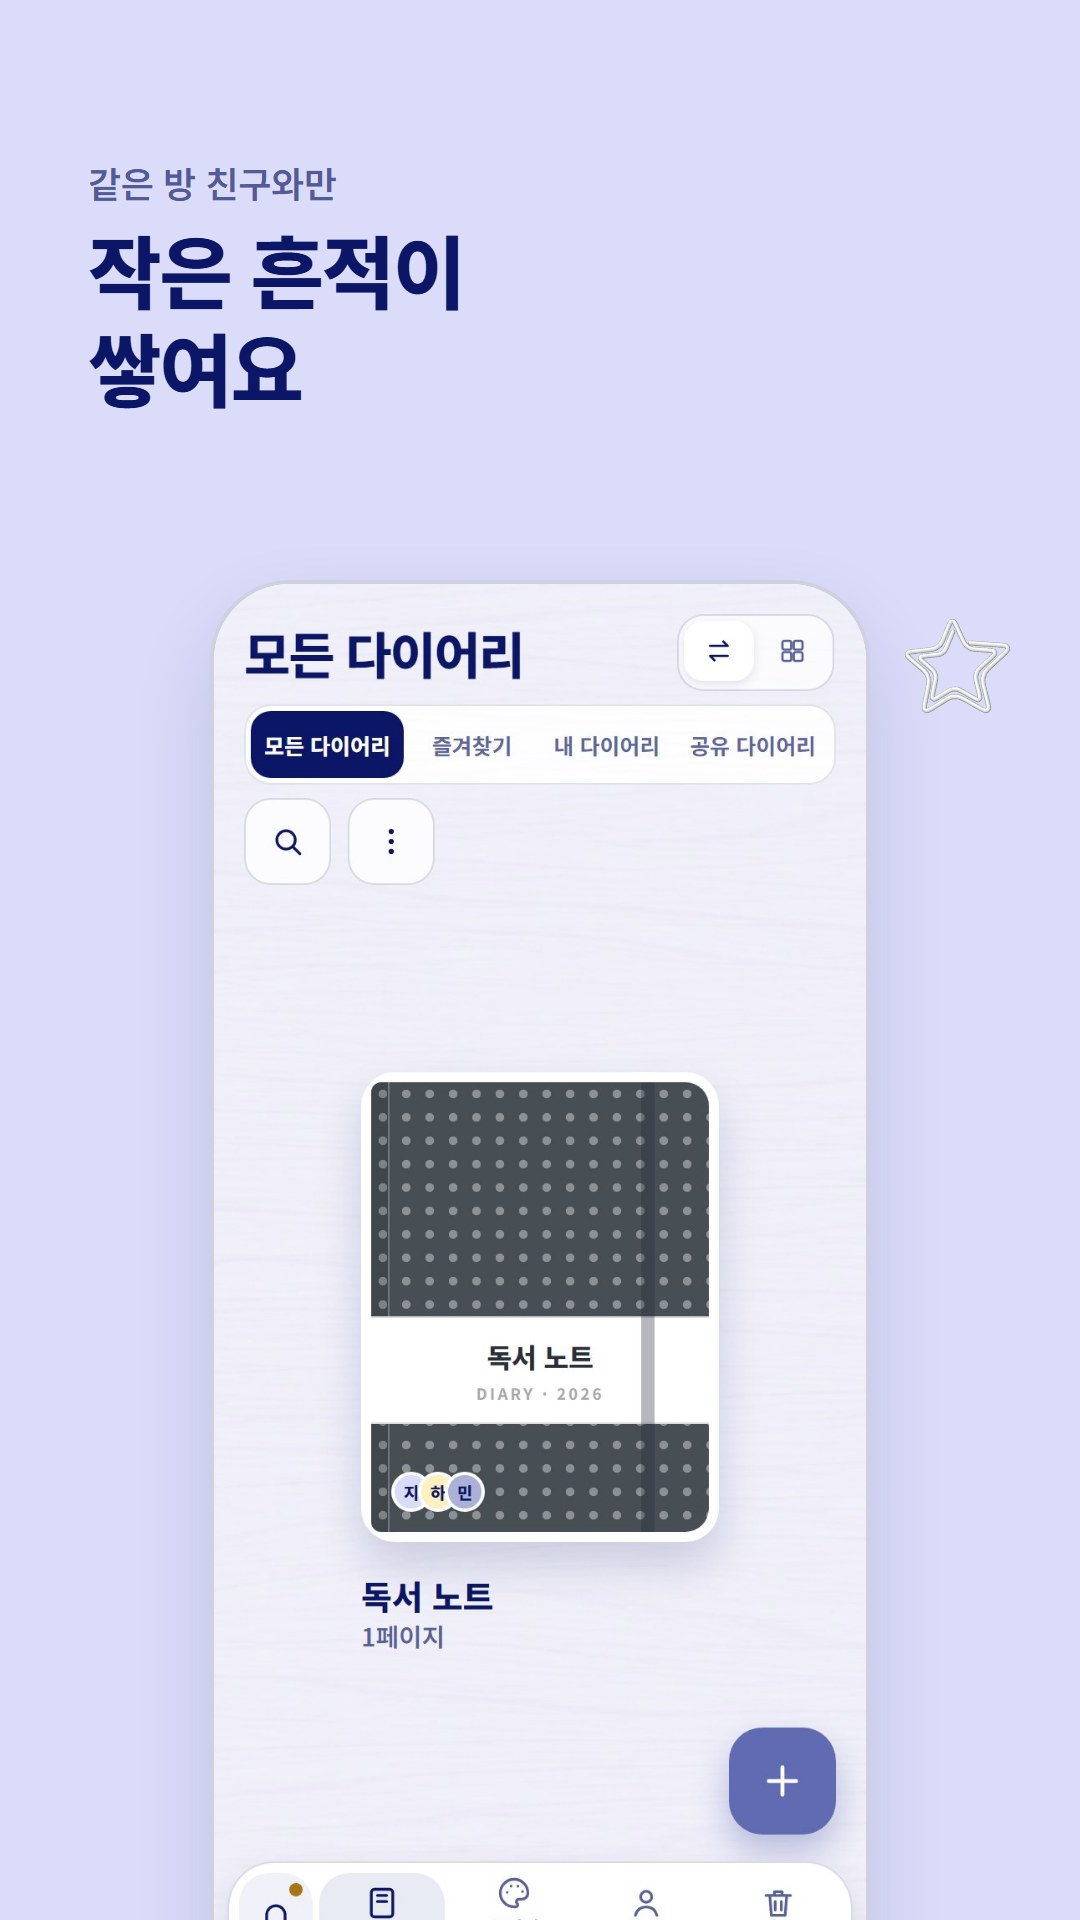 같은 방 친구와만
작은 흔적이
쌓여요
모든 다이어리
모든 다이어리 즐겨찾기 내 다이어리 공유 다이어리
독서 노트
DIARY · 2026
지 하 민
독서 노트
1페이지